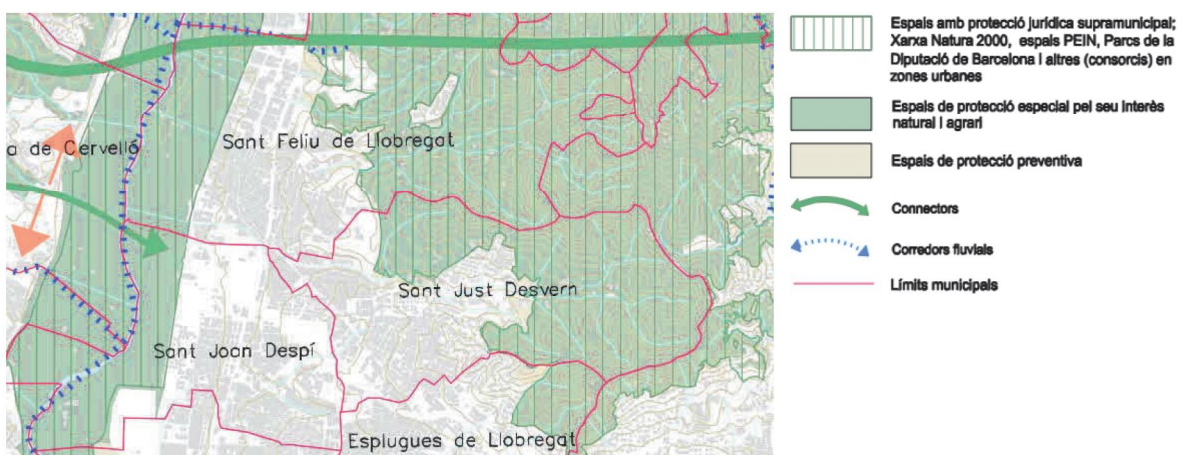 Sant Feliu de Llobregat
a de Cervelló
Sant Just Desvern
Sant Joan Despí
Esplugues de Llobregat
Espais amb protecció jurídica supramunicipal;
Xarxa Natura 2000, espais PEIN, Parcs de la
Diputació de Barcelona i altres (consorcis) en
zones urbanes
Espais de protecció especial pel seu interès
natural i agrari
Espais de protecció preventiva
Connectors
Corredors fluvials
Límits municipals